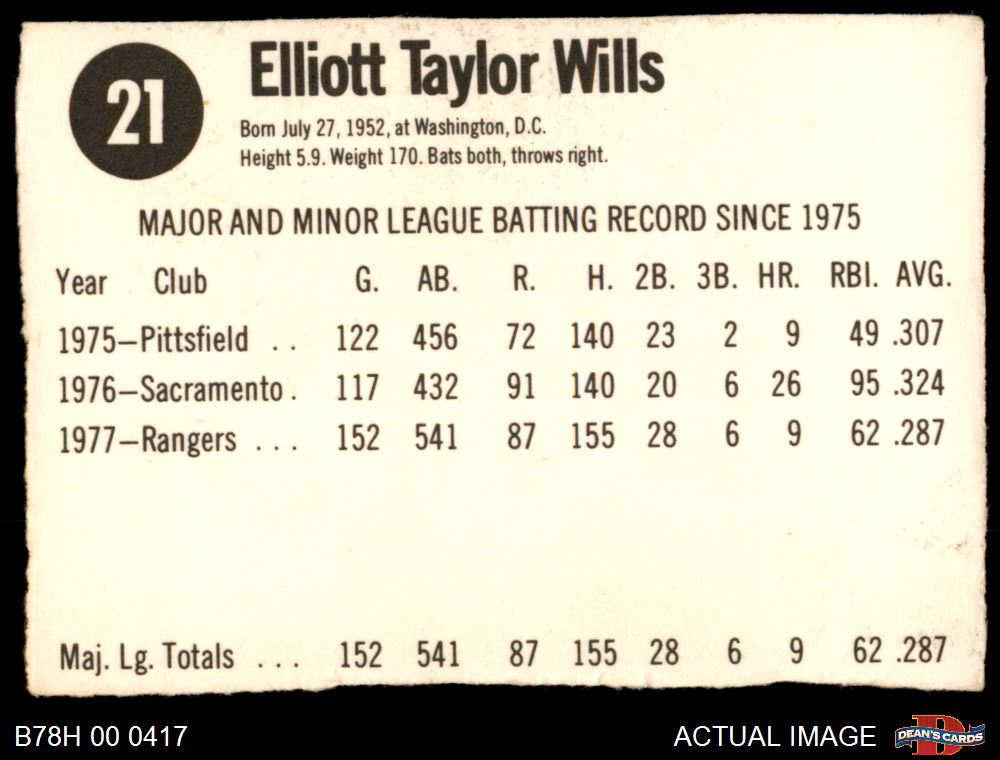 21
Elliott Taylor Wills
Born July 27, 1952, at Washington, D.C.
Height 5.9. Weight 170. Bats both, throws right.
MAJOR AND MINOR LEAGUE BATTING RECORD SINCE 1975
Year Club G. AB. R. H. 2B. 3B. HR. RBI. AVG.
1975—Pittsfield . . 122 456 72 140 23 2 9 49 .307
1976—Sacramento . 117 432 91 140 20 6 26 95 .324
1977—Rangers . . . 152 541 87 155 28 6 9 62 .287
Maj. Lg. Totals . . . 152 541 87 155 28 6 9 62 .287
B78H 00 0417 ACTUAL IMAGE DEAN'S CARDS